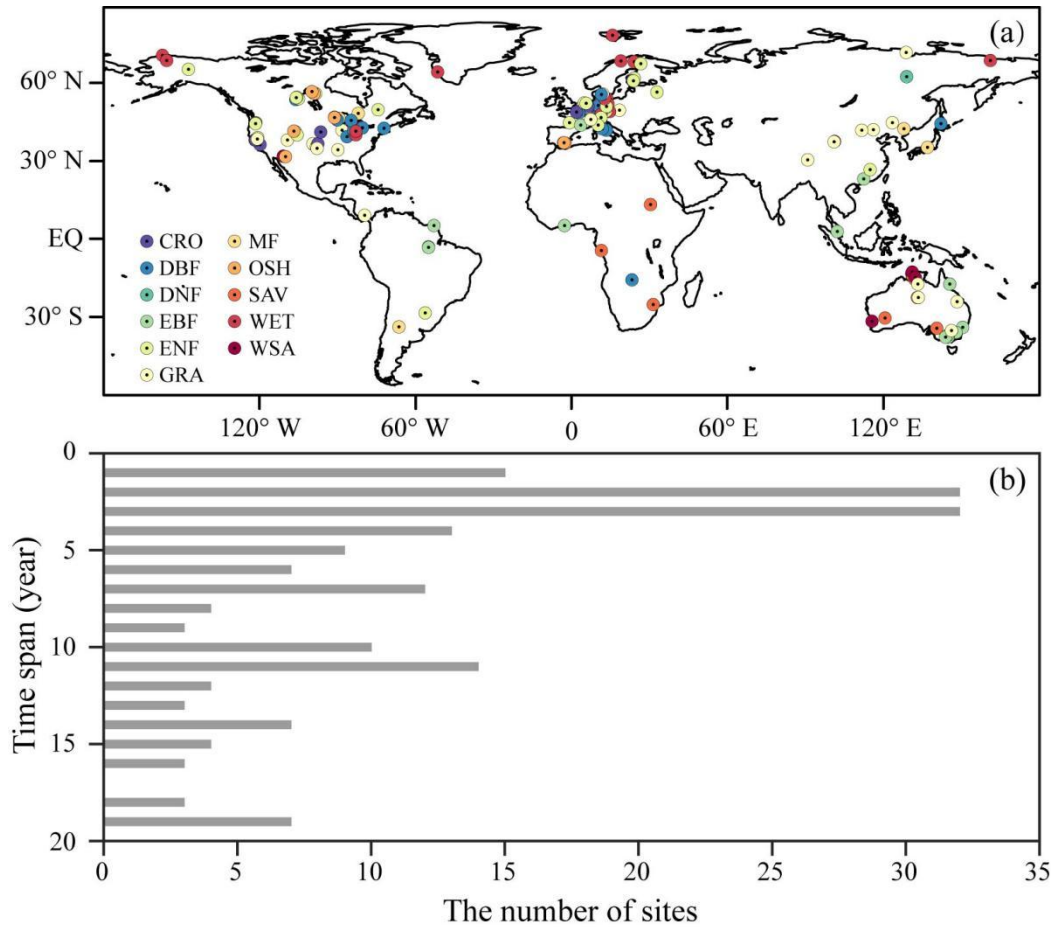 (a)
60° N
30° N
EQ
30° S
CRO MF
DBF OSH
DNF SAV
EBF WET
ENF WSA
GRA
120° W 60° W 0 60° E 120° E
(b)
0
5
10
15
20
Time span (year)
0 5 10 15 20 25 30 35
The number of sites